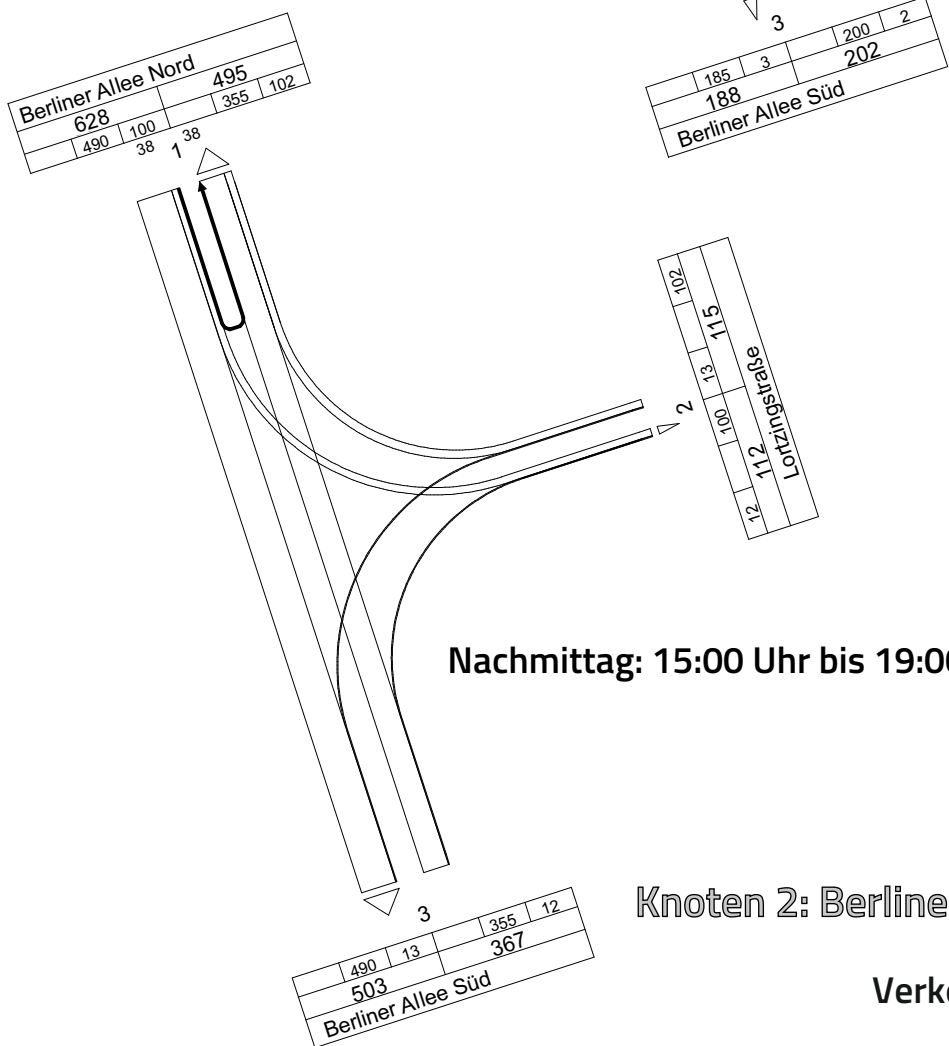 3
185 3 200 2
188 202
Berliner Allee Süd
Berliner Allee Nord
628 495
490 100 355 102
38 1 38
2
102
13
100
12
115
112
Lortzingstraße
Nachmittag: 15:00 Uhr bis 19:0
3
490 13 355 12
503 367
Berliner Allee Süd
Knoten 2: Berline
Verk